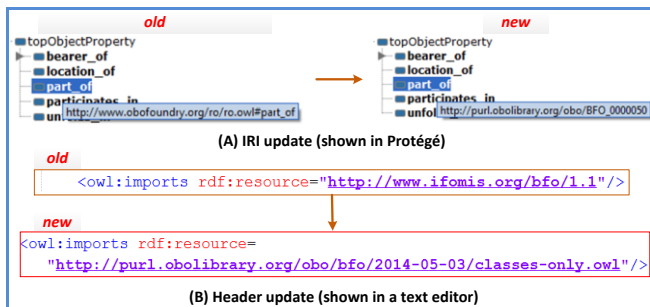 old
new
topObjectProperty
bearer_of
location_of
part_of
participates_in
http://www.obofoundry.org/ro/ro.owl#part_of
topObjectProperty
bearer_of
location_of
part_of
participates_in
http://purl.obolibrary.org/obo/BFO_0000050
(A) IRI update (shown in Protégé)
old
<owl:imports rdf:resource="http://www.ifomis.org/bfo/1.1"/>
new
<owl:imports rdf:resource=
"http://purl.obolibrary.org/obo/bfo/2014-05-03/classes-only.owl"/>
(B) Header update (shown in a text editor)